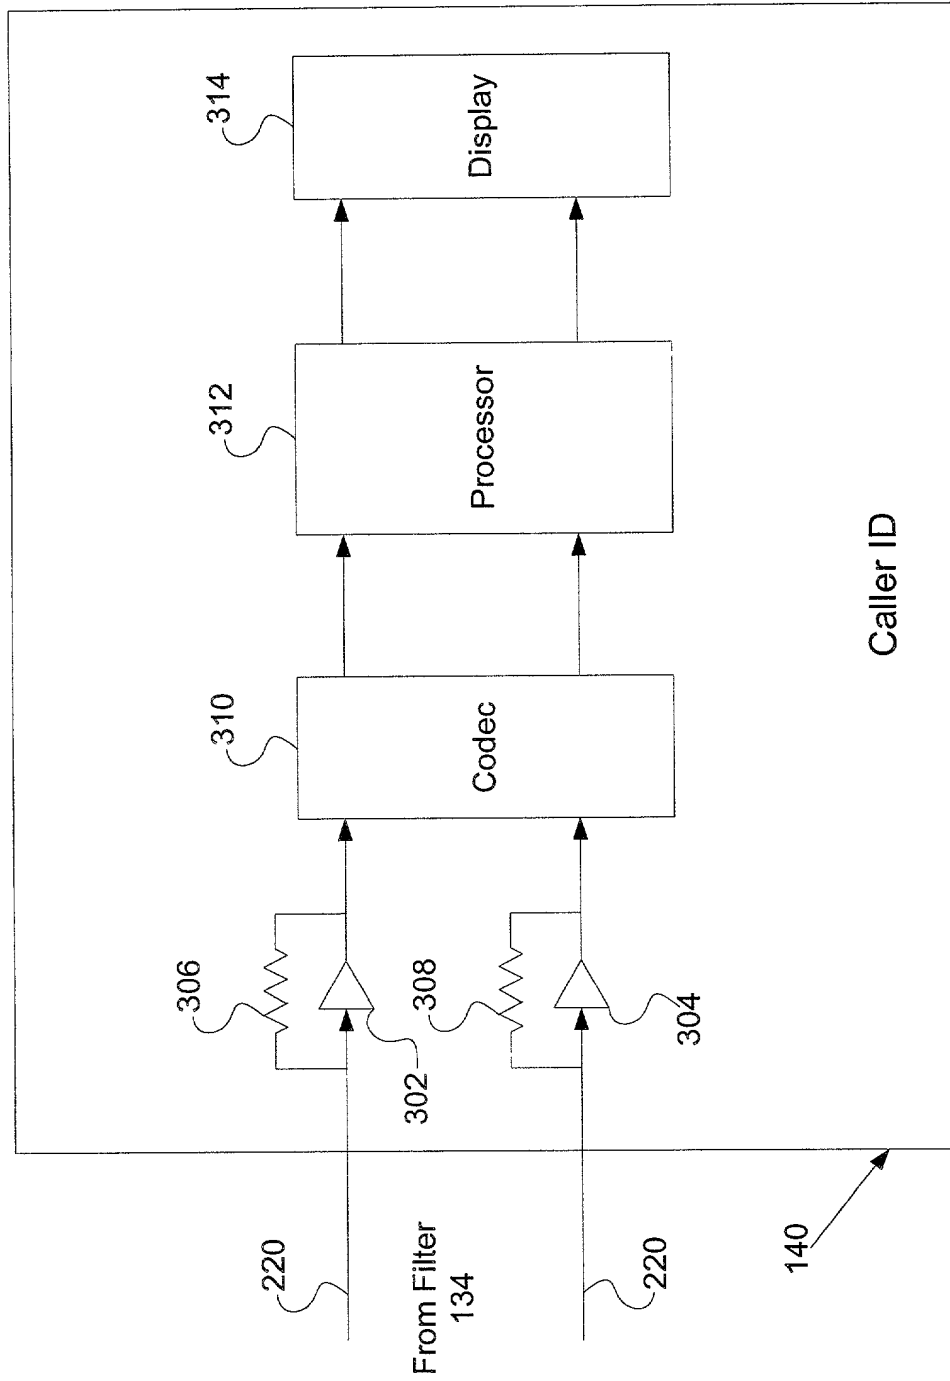 306
310
312
314
302
Codec
Processor
Display
220
308
From Filter
134
304
220
Caller ID
140